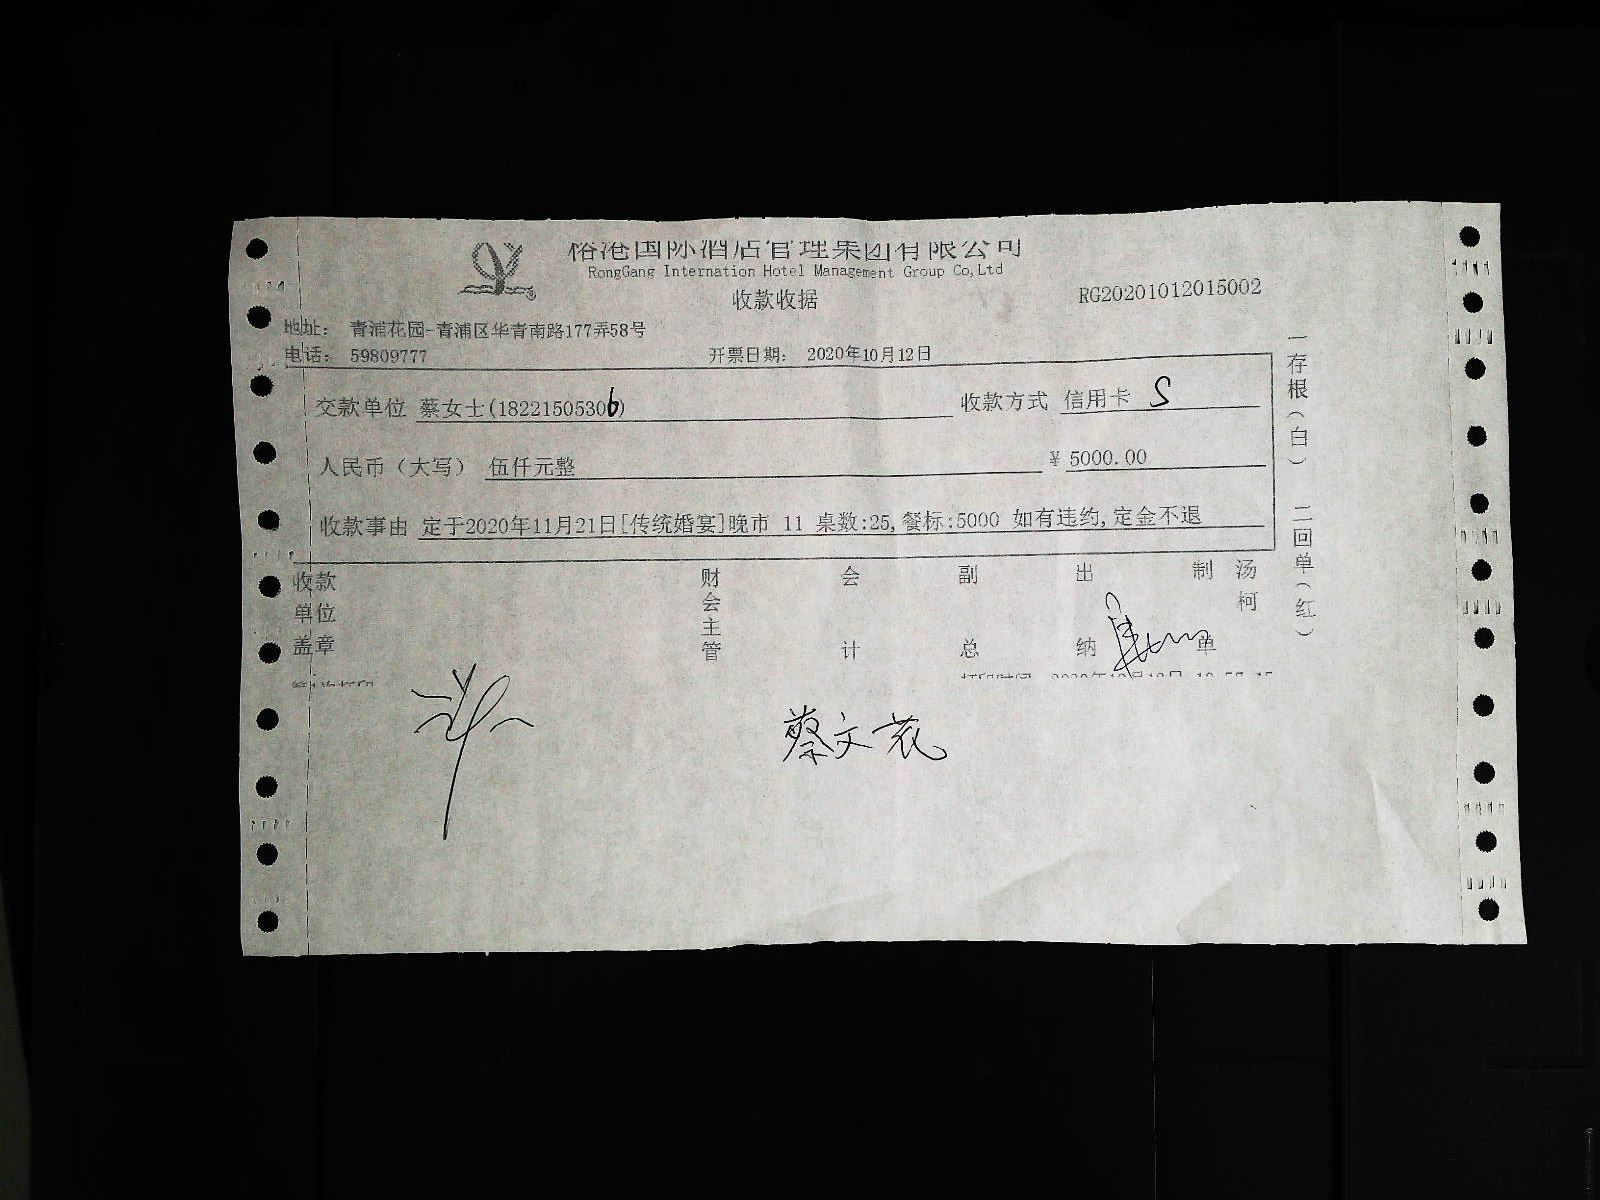 裕港国际酒店管理集团有限公司
RongGang Internation Hotel Management Group Co,Ltd
收款收据
RG20201012015002
地址: 青浦花园-青浦区华青南路177弄58号
电话: 59809777 开票日期: 2020年10月12日
交款单位 蔡女士(18221505306) 收款方式 信用卡 S
人民币(大写) 伍仟元整 ¥ 5000.00
收款事由 定于2020年11月21日[传统婚宴]晚市 11 桌数:25,餐标:5000 如有违约,定金不退
收款单位盖章 财会主管 会计 副总 出纳 制单 汤柯
一存根(白) 二回单(红)
蔡文花